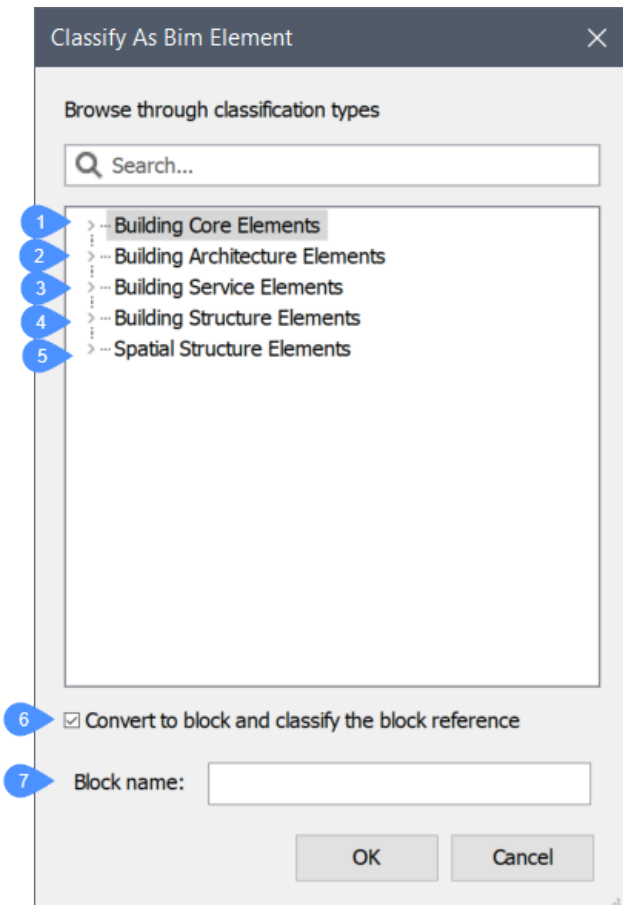 Classify As Bim Element
Browse through classification types
Search...
1 Building Core Elements
2 Building Architecture Elements
3 Building Service Elements
4 Building Structure Elements
5 Spatial Structure Elements
6 Convert to block and classify the block reference
7 Block name:
OK Cancel